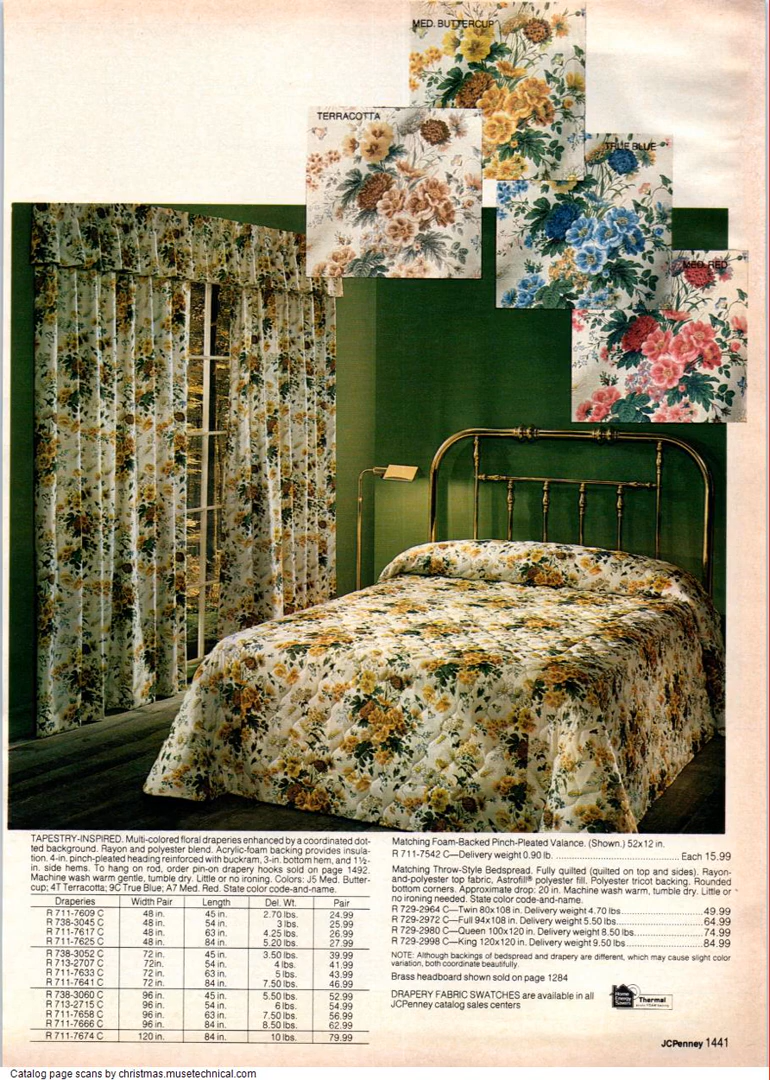 MED. BUTTERCUP
TERRACOTTA
TRUE BLUE
MED. RED
TAPESTRY-INSPIRED. Multi-colored floral draperies enhanced by a coordinated dot-
ted background. Rayon and polyester blend. Acrylic-foam backing provides insula-
tion. 4-in. pinch-pleated heading reinforced with buckram, 3-in. bottom hem, and 1½-
in. side hems. To hang on rod, order pin-on drapery hooks sold on page 1492.
Machine wash warm gentle, tumble dry. Little or no ironing. Colors: J5 Med. Butter-
cup; 4T Terracotta; 9C True Blue; A7 Med. Red. State color code-and-name.
Draperies Width Pair Length Del. Wt. Pair
R 711-7609 C 48 in. 45 in. 2.70 lbs. 24.99
R 738-3045 C 48 in. 54 in. 3 lbs. 25.99
R 711-7617 C 48 in. 63 in. 4.25 lbs. 26.99
R 711-7625 C 48 in. 84 in. 5.20 lbs. 27.99
R 738-3052 C 72 in. 45 in. 3.50 lbs. 39.99
R 713-2707 C 72in. 54 in. 4 lbs. 41.99
R 711-7633 C 72 in. 63 in. 5 lbs. 43.99
R 711-7641 C 72 in. 84 in. 7.50 lbs. 46.99
R 738-3060 C 96 in. 45 in. 5.50 lbs. 52.99
R 713-2715 C 96 in. 54 in. 6 lbs. 54.99
R 711-7658 C 96 in. 63 in. 7.50 lbs. 56.99
R 711-7666 C 96 in. 84 in. 8.50 lbs. 62.99
R 711-7674 C 120 in. 84 in. 10 lbs. 79.99
Matching Foam-Backed Pinch-Pleated Valance. (Shown.) 52x12 in.
R 711-7542 C—Delivery weight 0.90 lb. Each 15.99
Matching Throw-Style Bedspread. Fully quilted (quilted on top and sides). Rayon-
and-polyester top fabric, Astrofill® polyester fill. Polyester tricot backing. Rounded
bottom corners. Approximate drop: 20 in. Machine wash warm, tumble dry. Little or
no ironing needed. State color code-and-name.
R 729-2964 C—Twin 80x108 in. Delivery weight 4.70 lbs. 49.99
R 729-2972 C—Full 94x108 in. Delivery weight 5.50 lbs. 64.99
R 729-2980 C—Queen 100x120 in. Delivery weight 8.50 lbs. 74.99
R 729-2998 C—King 120x120 in. Delivery weight 9.50 lbs. 84.99
NOTE: Although backings of bedspread and drapery are different, which may cause slight color
variation, both coordinate beautifully.
Brass headboard shown sold on page 1284
DRAPERY FABRIC SWATCHES are available in all
JCPenney catalog sales centers
Home
Energy
Thermal
JCPenney 1441
Catalog page scans by christmas.musetechnical.com